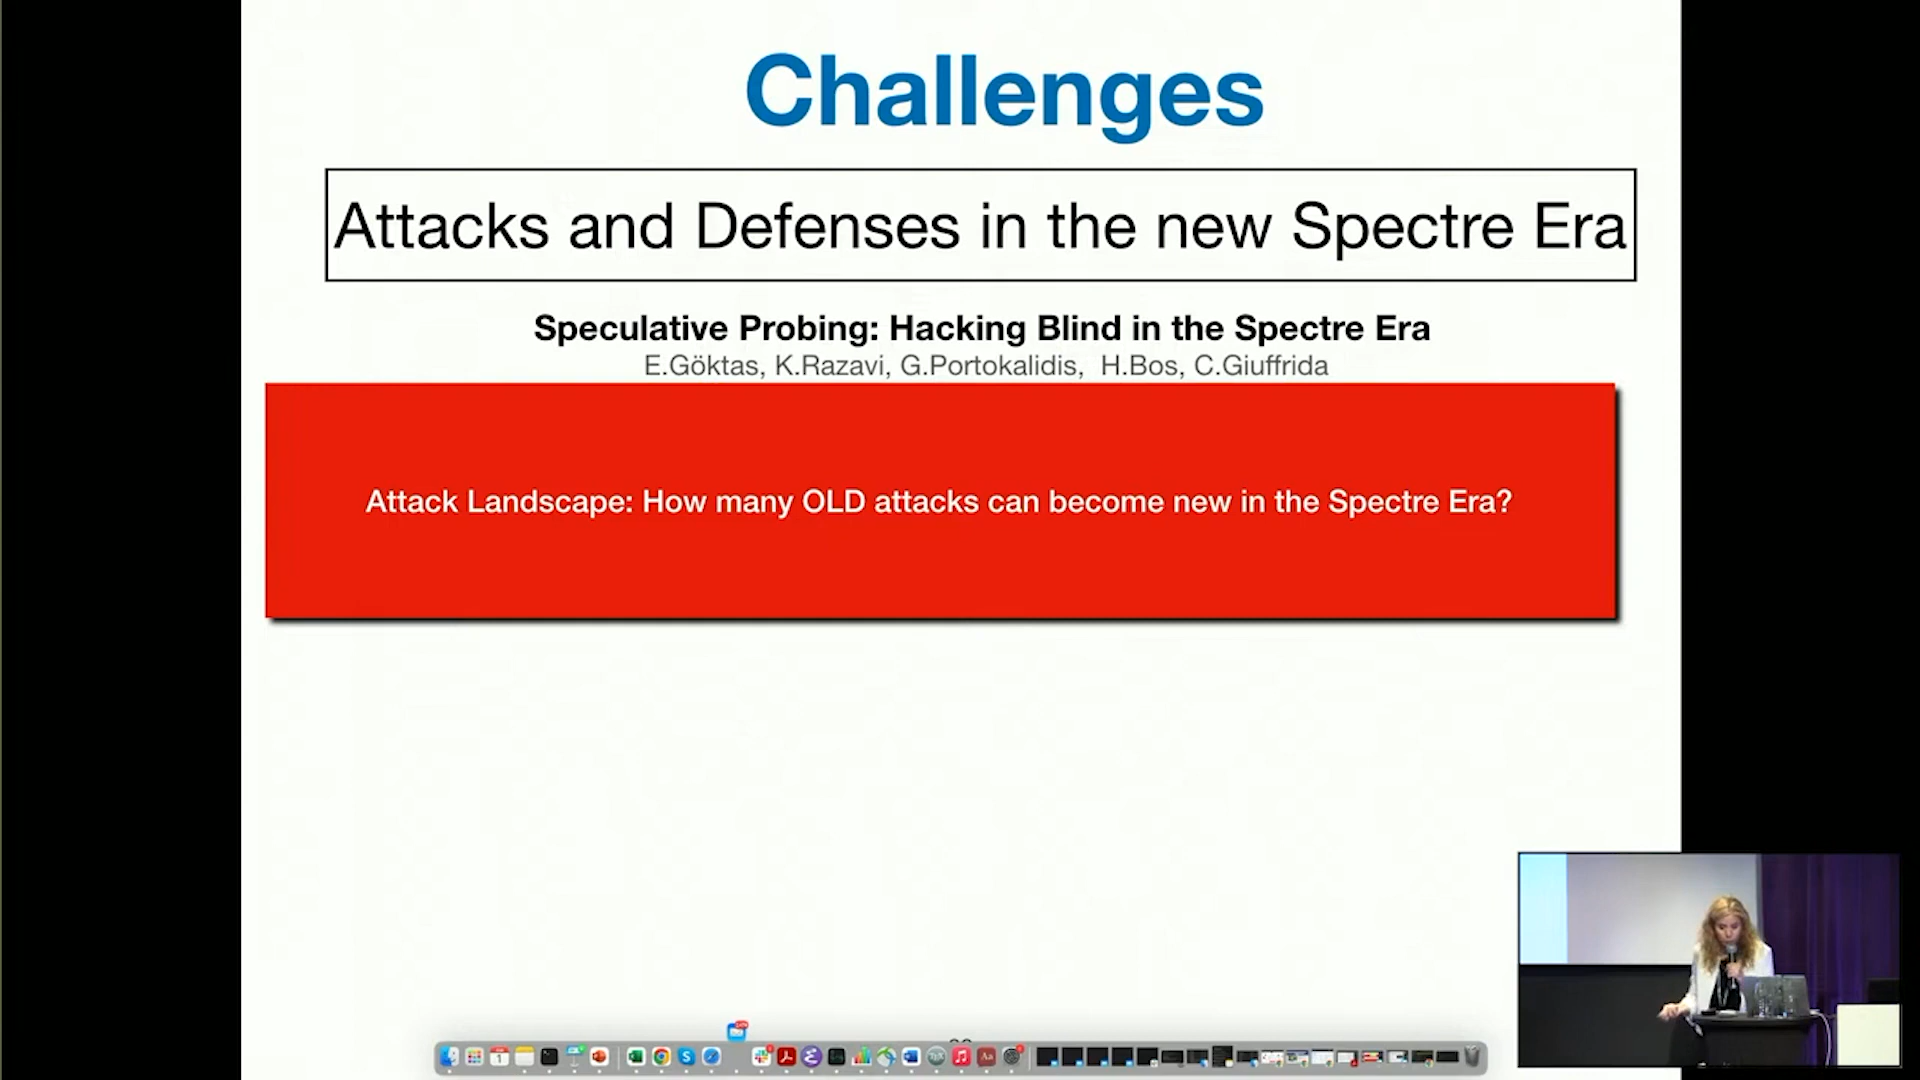 Challenges
Attacks and Defenses in the new Spectre Era
Speculative Probing: Hacking Blind in the Spectre Era
E.Göktas, K.Razavi, G.Portokalidis, H.Bos, C.Giuffrida
Attack Landscape: How many OLD attacks can become new in the Spectre Era?